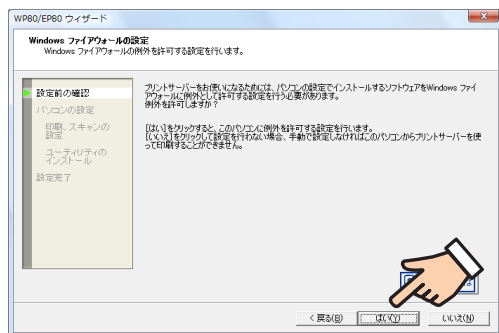 WP80/EP80 ウィザード
Windows ファイアウォールの設定
Windows ファイアウォールの例外を許可する設定を行います。
設定前の確認
パソコンの設定
印刷、スキャンの
設定
ユーティリティの
インストール
設定完了
プリントサーバーをお使いになるためには、パソコンの設定でインストールするソフトウェアをWindows ファイ
アウォールに例外として許可する設定を行う必要があります。
例外を許可しますか？
[はい]をクリックすると、このパソコンに例外を許可する設定を行います。
[いいえ]をクリックして設定を行わない場合、手動で設定しなければこのパソコンからプリントサーバーを使
って印刷することができません。
< 戻る(B)
はい(Y)
いいえ(N)